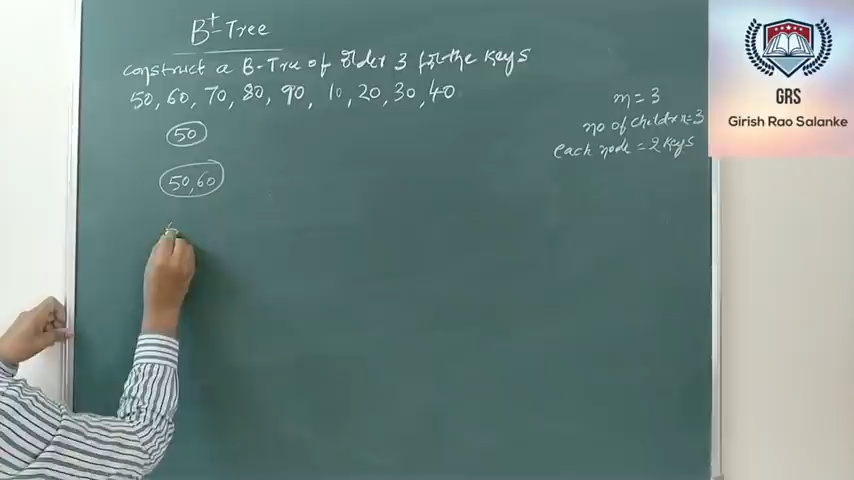 B+-Tree
construct a B-Tree of order 3 for the keys
50, 60, 70, 80, 90, 10, 20, 30, 40
50
50, 60
m = 3
no of children = 3
each node = 2 keys
GRS
Girish Rao Salanke